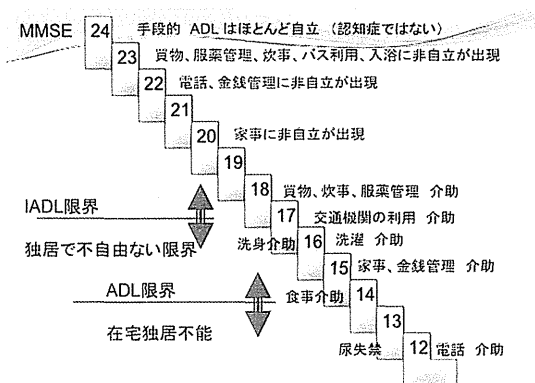 MMSE 24 手段的 ADL はほとんど自立 (認知症ではない)
23 買物、服薬管理、炊事、バス利用、入浴に非自立が出現
22 電話、金銭管理に非自立が出現
21
20 家事に非自立が出現
19
18 買物、炊事、服薬管理 介助
IADL限界
17 交通機関の利用 介助
独居で不自由ない限界
洗身介助 16 洗濯 介助
15 家事、金銭管理 介助
ADL限界
食事介助 14
13
在宅独居不能
尿失禁 12 電話 介助